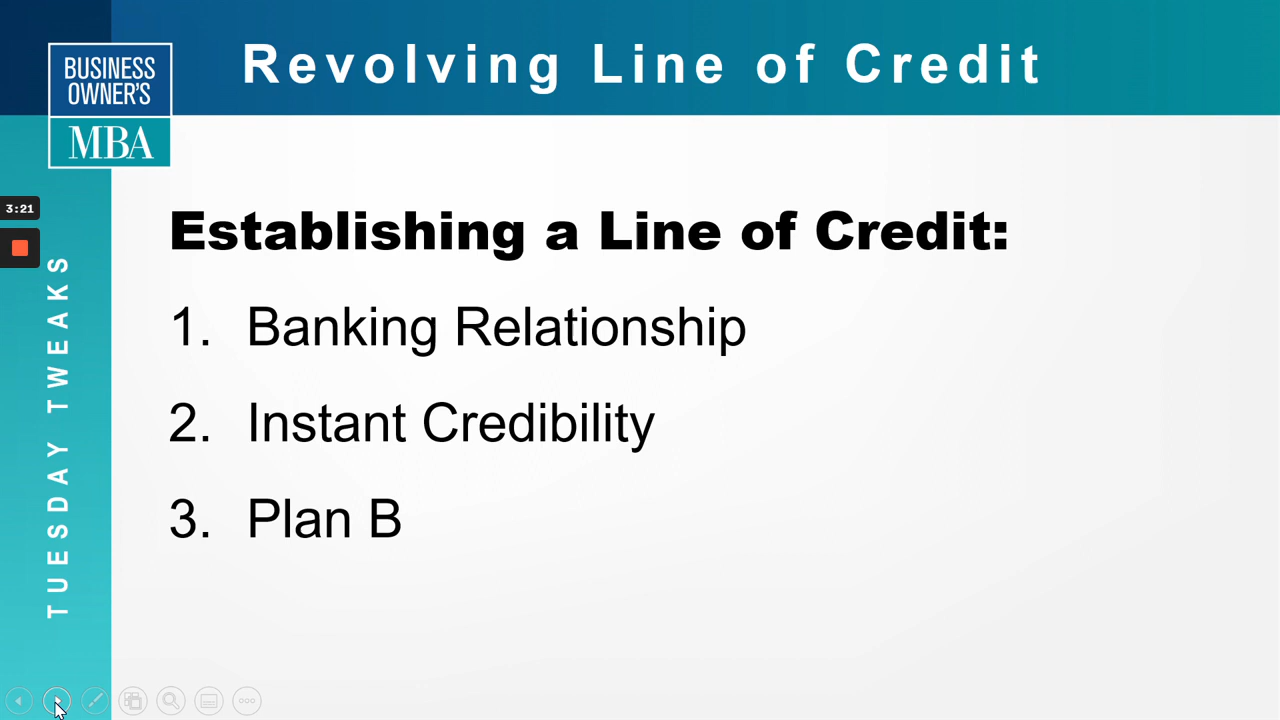 Revolving Line of Credit
BUSINESS
OWNER'S
MBA
3:21
TUESDAY TWEAKS
Establishing a Line of Credit:
1. Banking Relationship
2. Instant Credibility
3. Plan B